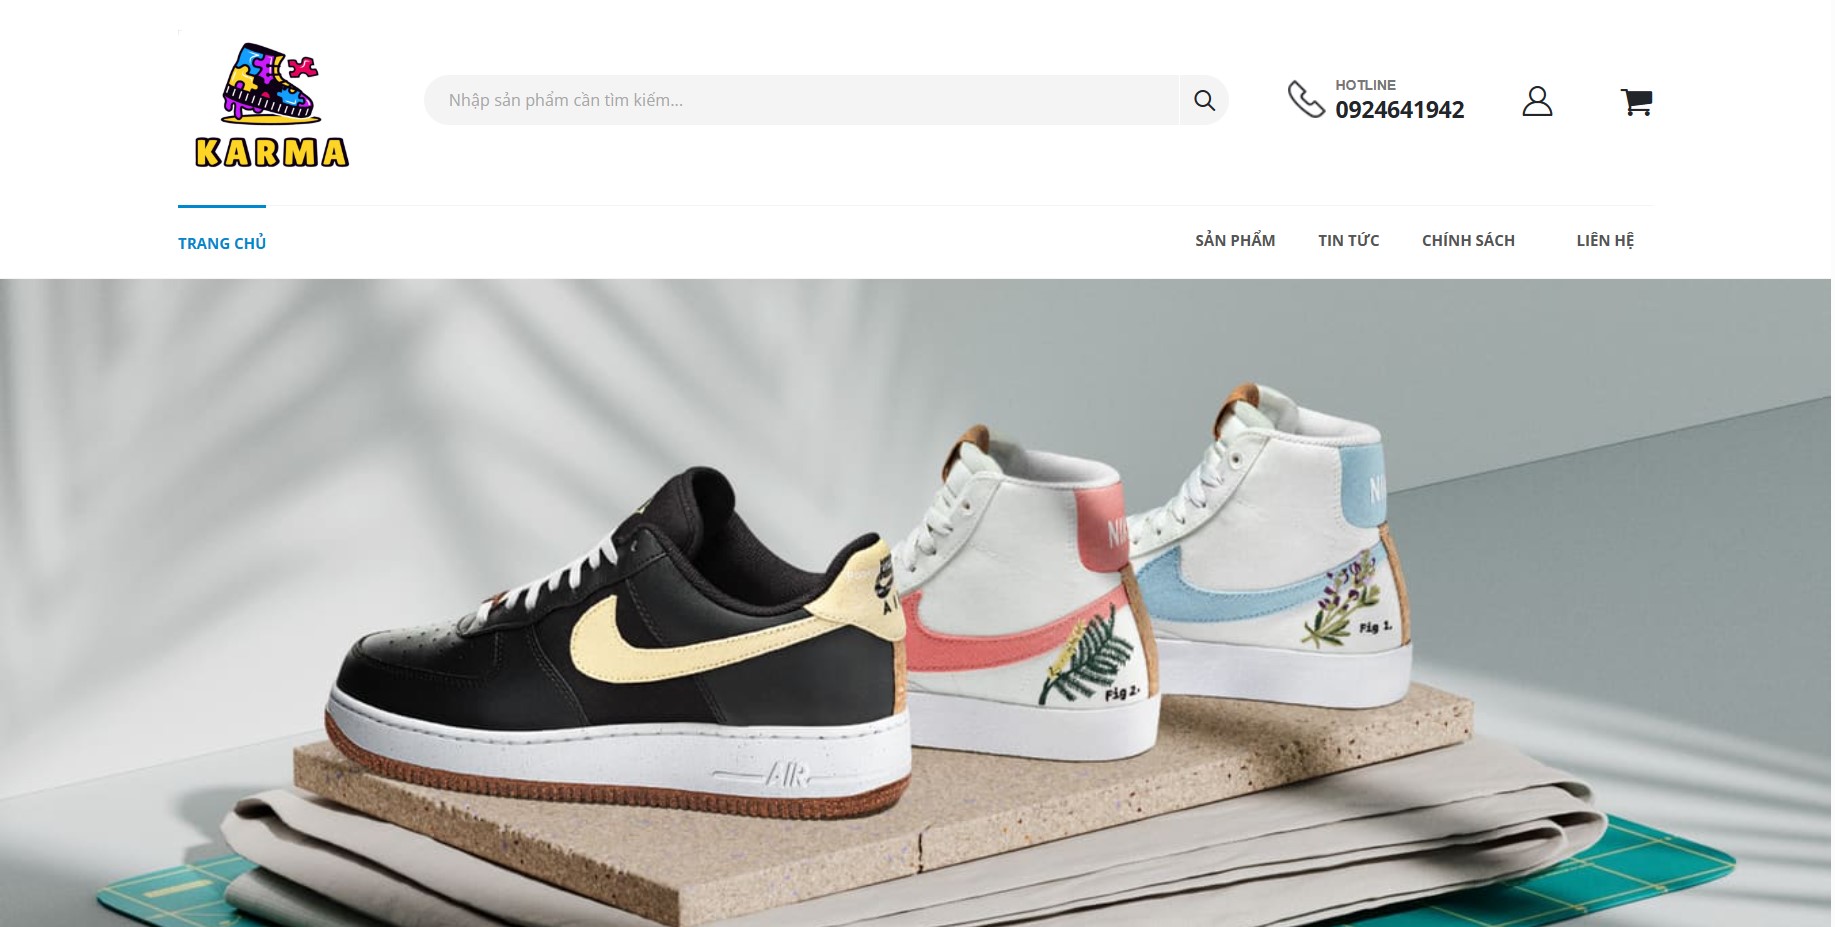 KARMA
Nhập sản phẩm cần tìm kiếm...
HOTLINE
0924641942
TRANG CHỦ
SẢN PHẨM
TIN TỨC
CHÍNH SÁCH
LIÊN HỆ
Fig 1.
Fig 2.
AIR